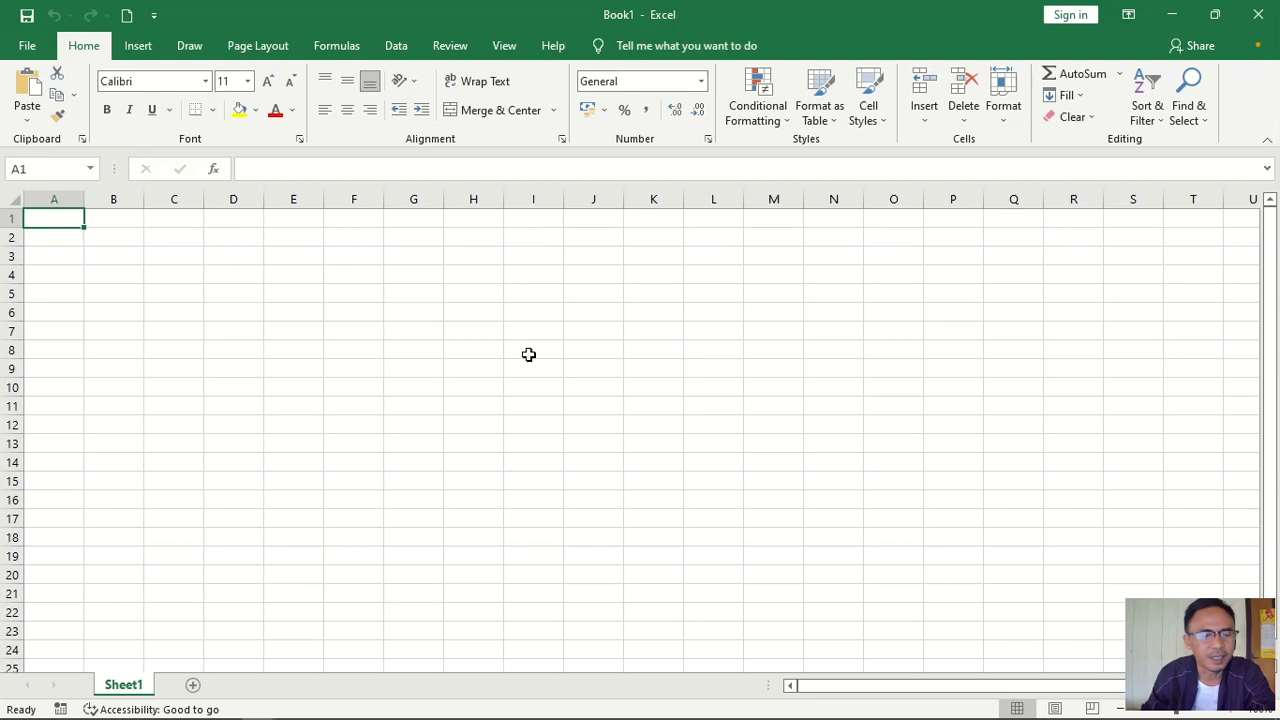 Book1 - Excel
Sign in
File Home Insert Draw Page Layout Formulas Data Review View Help Tell me what you want to do Share
Paste
Clipboard
Calibri 11
B I U A
Font
Wrap Text
Merge & Center
Alignment
General
% ,
Number
Conditional Formatting
Format as Table
Cell Styles
Styles
Insert
Delete
Format
Cells
AutoSum
Fill
Clear
Sort & Filter
Find & Select
Editing
A1 fx
A B C D E F G H I J K L M N O P Q R S T U
1
2
3
4
5
6
7
8
9
10
11
12
13
14
15
16
17
18
19
20
21
22
23
24
25
Sheet1
Ready Accessibility: Good to go